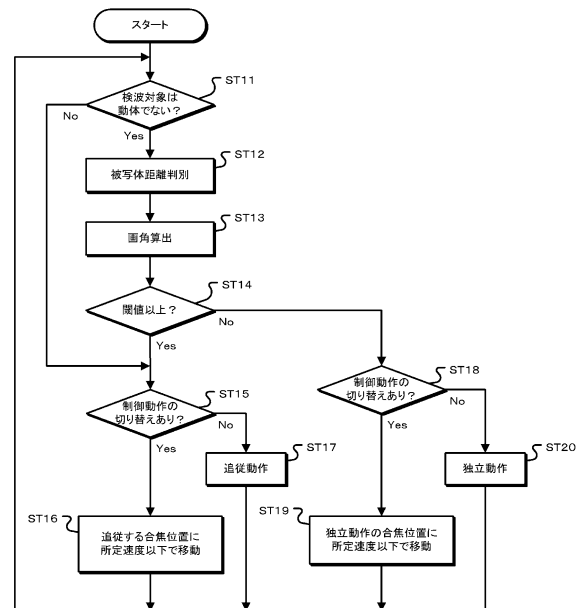 スタート
ST11
検波対象は
動体でない？
No
Yes
ST12
被写体距離判別
ST13
画角算出
ST14
閾値以上？
No
Yes
ST15
制御動作の
切り替えあり？
No
Yes
ST18
制御動作の
切り替えあり？
No
Yes
ST17
追従動作
ST20
独立動作
ST16
追従する合焦位置に
所定速度以下で移動
ST19
独立動作の合焦位置に
所定速度以下で移動